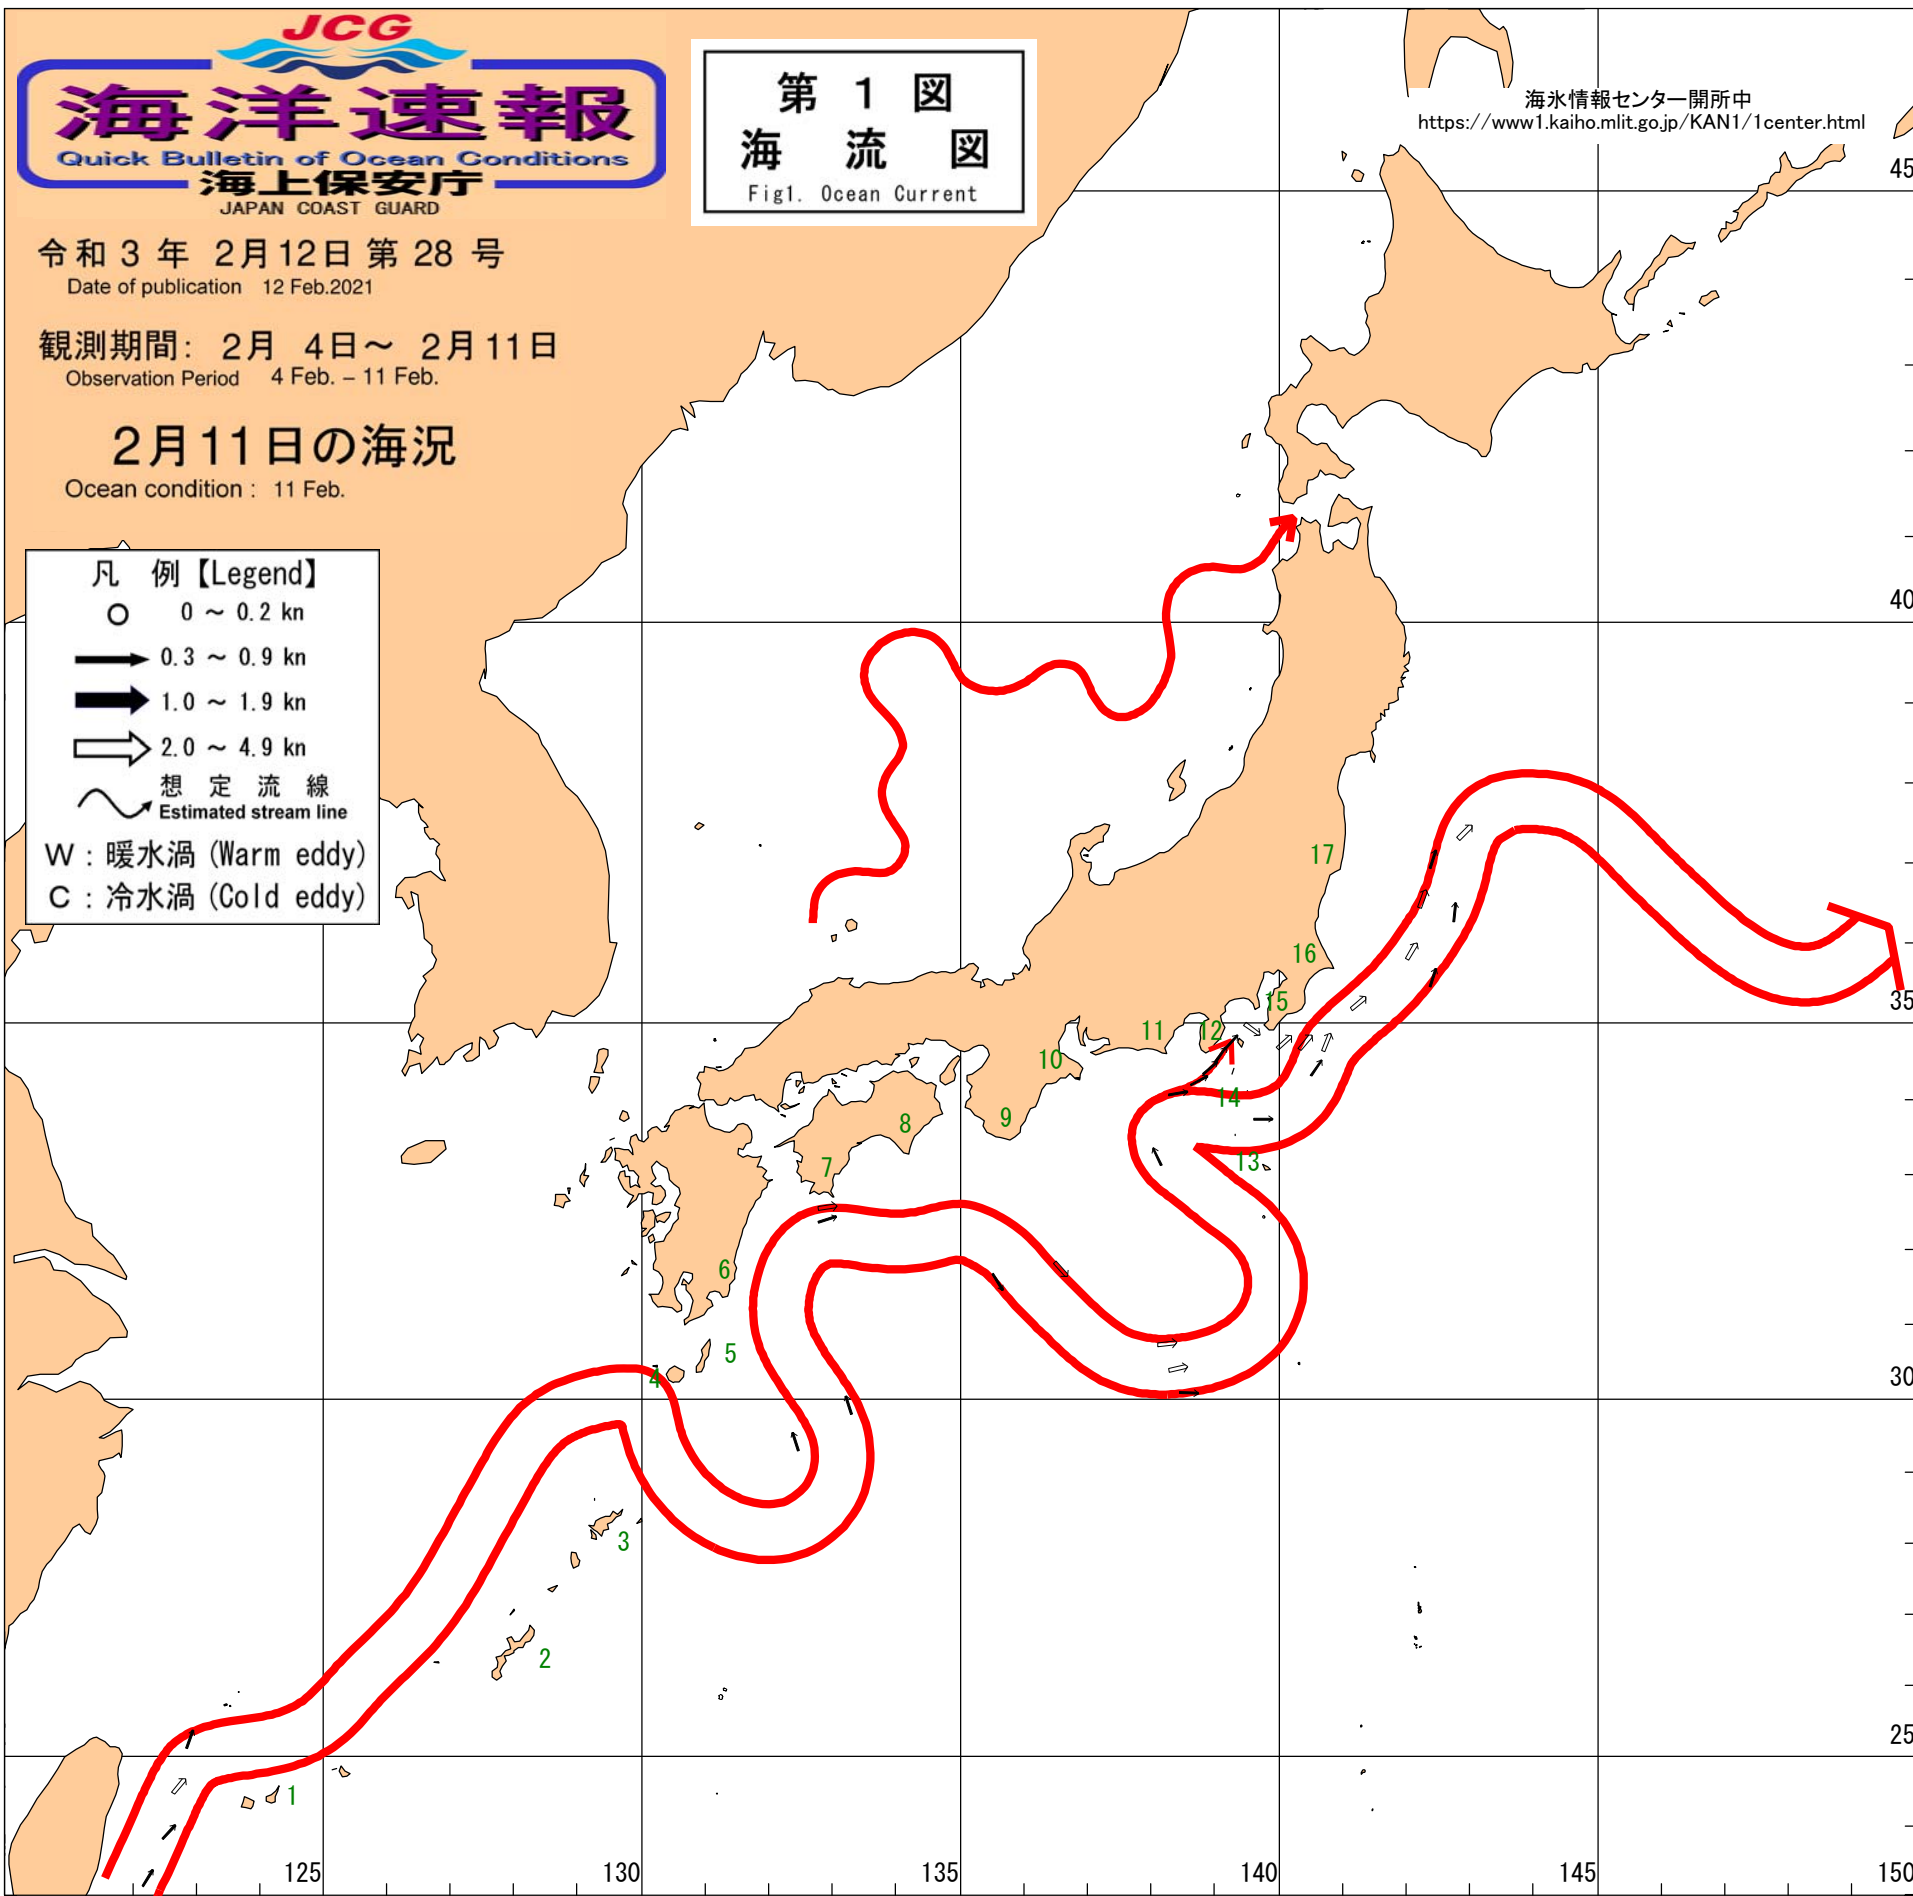 JCG
海洋速報
Quick Bulletin of Ocean Conditions
海上保安庁
JAPAN COAST GUARD
第 1 図
海 流 図
Fig1. Ocean Current
海氷情報センター開所中
https://www1.kaiho.mlit.go.jp/KAN1/1center.html
令和 3 年 2月12日 第 28 号
Date of publication 12 Feb.2021
観測期間: 2月 4日～ 2月11日
Observation Period 4 Feb. – 11 Feb.
2月11日の海況
Ocean condition : 11 Feb.
凡 例【Legend】
0 ～ 0.2 kn
0.3 ～ 0.9 kn
1.0 ～ 1.9 kn
2.0 ～ 4.9 kn
想 定 流 線
Estimated stream line
W : 暖水渦 (Warm eddy)
C : 冷水渦 (Cold eddy)
45
40
17
16
35
15
12
11
10
14
9
8
13
7
6
5
4
30
3
2
25
1
125
130
135
140
145
150